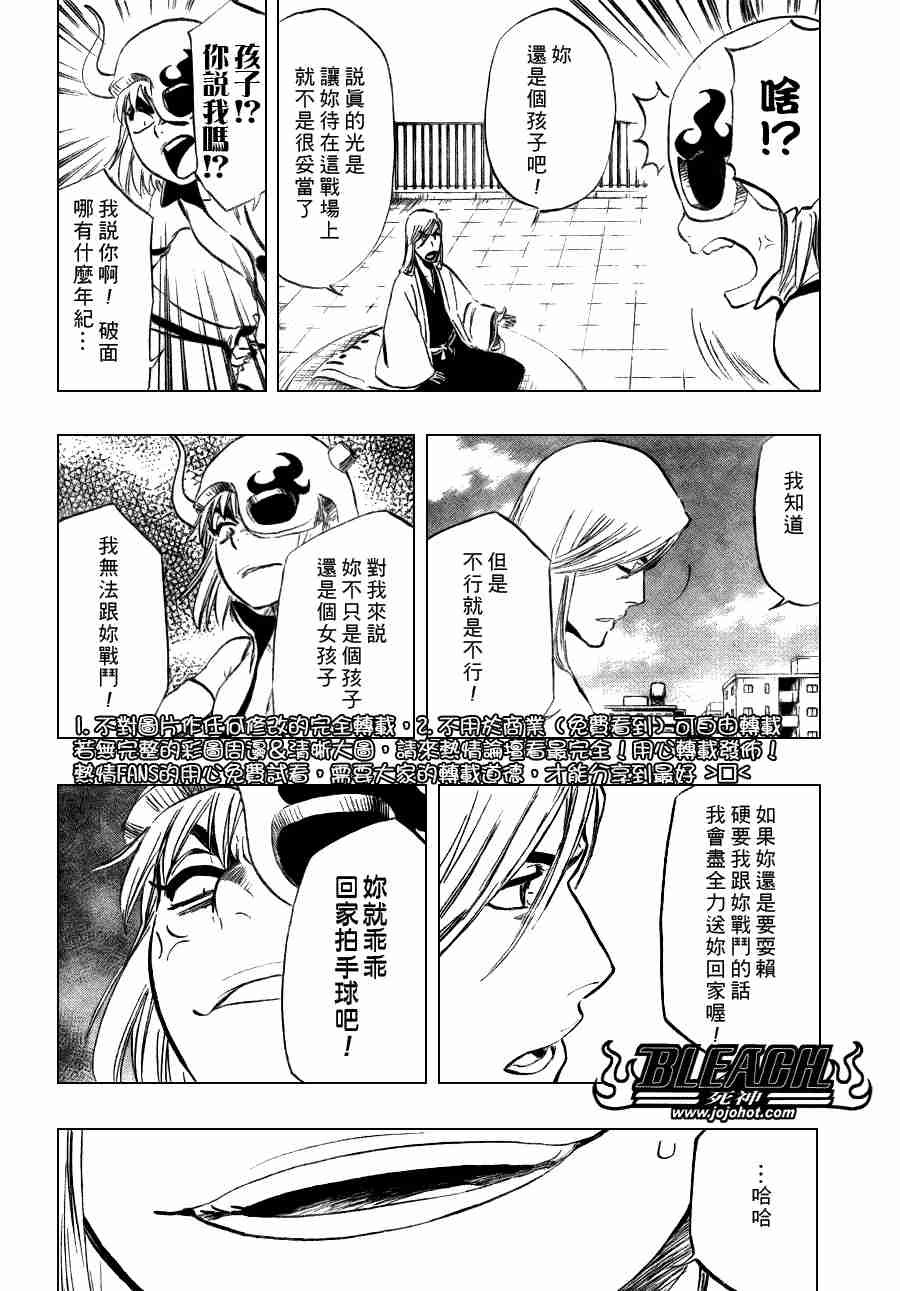 啥!?
妳
還是個孩子吧！
説真的光是
讓妳待在這戰場上
就不是很妥當了
孩子!?
你說我嗎!?
我說你啊！破面
哪有什麼年紀…
我知道
但是
不行就是不行！
對我來說
妳不只是個孩子
還是個女孩子
我無法跟妳戰鬥！
1. 不對圖片作任何修改的完全轉載，2. 不用於商業（免費看到）可自由轉載
若無完整的彩圖周邊&清晰大圖，請來熱情論壇看最完全！用心轉載發佈！
熱情FANS的用心免費試看，需要大家的轉載道德，才能分享到最好 >□<
如果妳還是要耍賴
硬要我跟妳戰鬥的話
我會盡全力送妳回家喔！
妳就乖乖
回家拍手球吧！
BLEACH
死神
www.jojohot.com
…哈哈